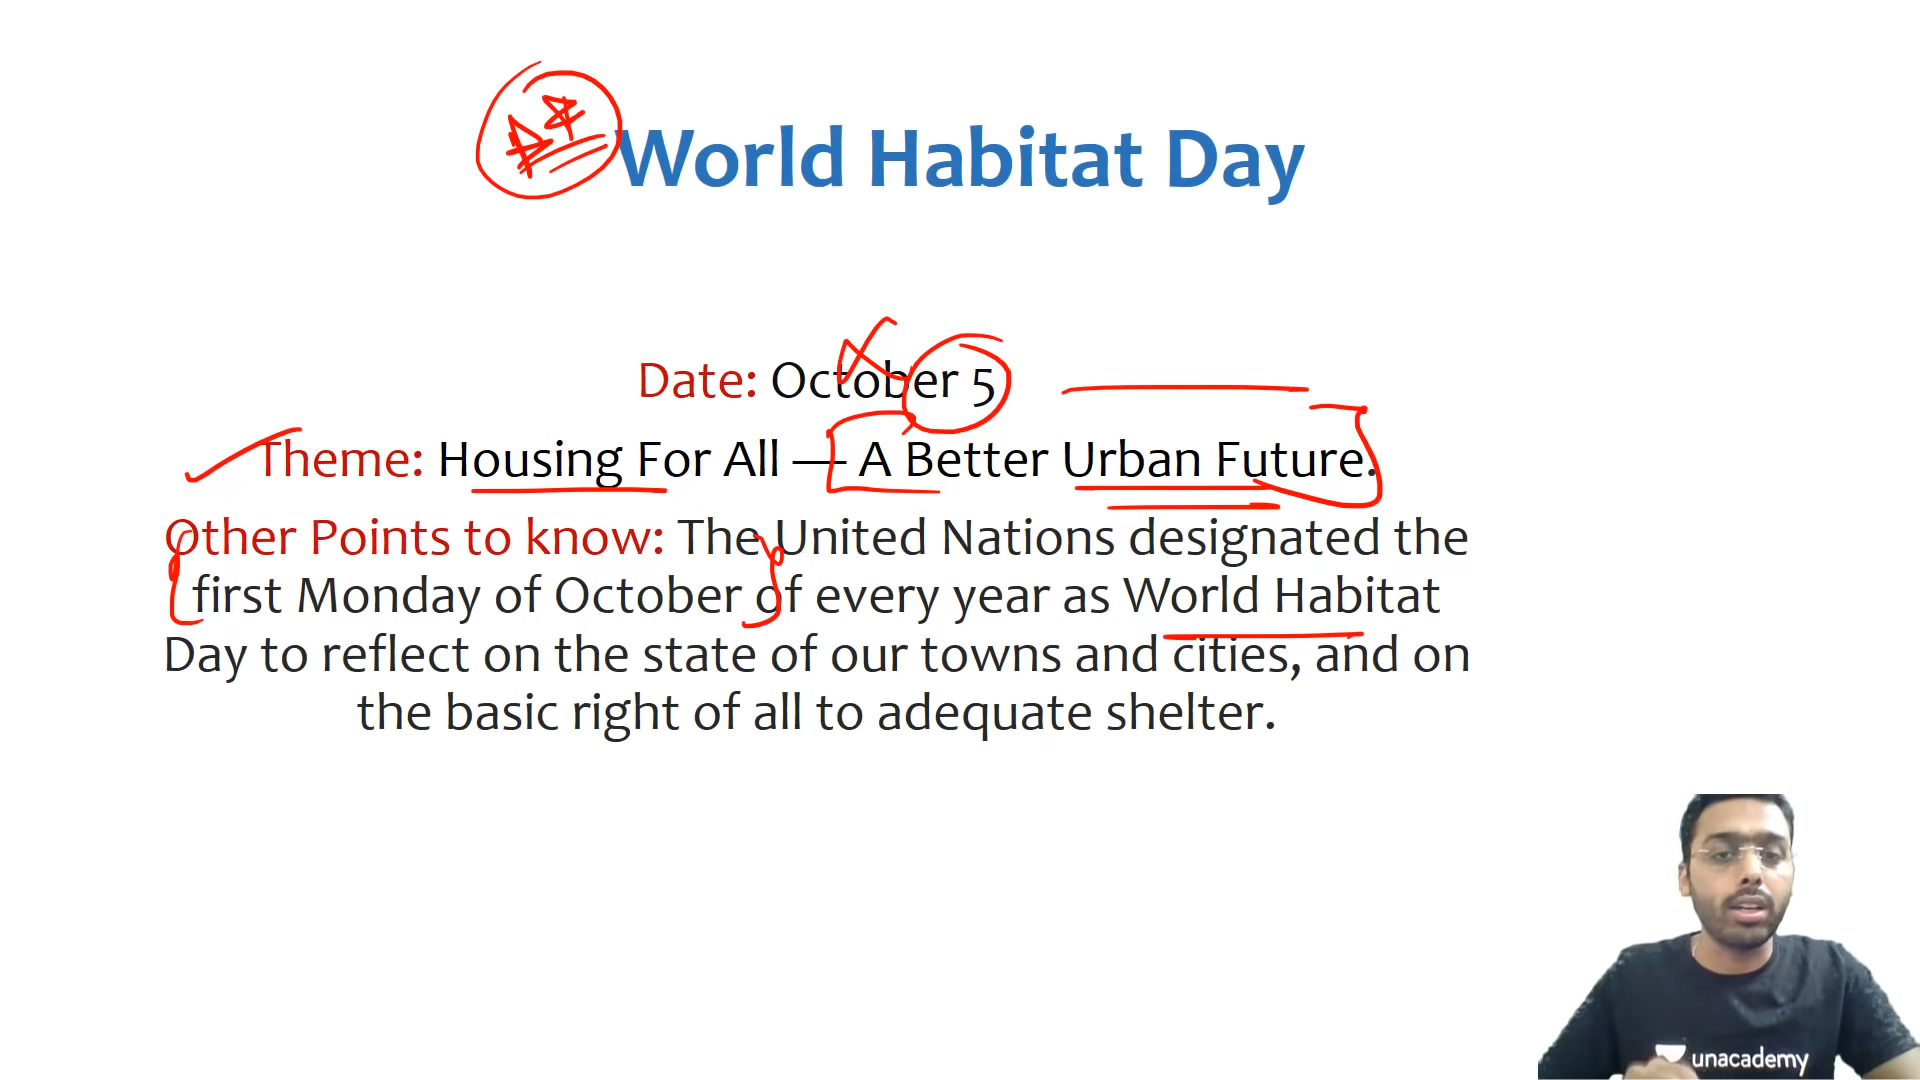 World Habitat Day
Date: October 5
Theme: Housing For All — A Better Urban Future.
Other Points to know: The United Nations designated the
first Monday of October of every year as World Habitat
Day to reflect on the state of our towns and cities, and on
the basic right of all to adequate shelter.
unacademy